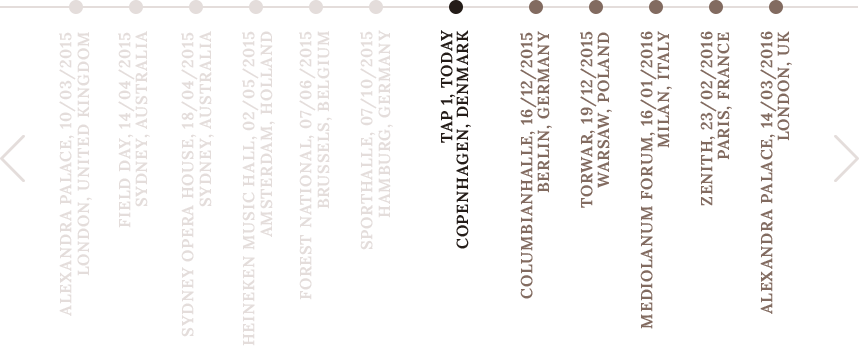 ALEXANDRA PALACE, 10/03/2015
LONDON, UNITED KINGDOM
FIELD DAY, 14/04/2015
SYDNEY, AUSTRALIA
SYDNEY OPERA HOUSE, 18/04/2015
SYDNEY, AUSTRALIA
HEINEKEN MUSIC HALL, 02/05/2015
AMSTERDAM, HOLLAND
FOREST NATIONAL, 07/06/2015
BRUSSELS, BELGIUM
SPORTHALLE, 07/10/2015
HAMBURG, GERMANY
TAP 1, TODAY
COPENHAGEN, DENMARK
COLUMBIANHALLE, 16/12/2015
BERLIN, GERMANY
TORWAR, 19/12/2015
WARSAW, POLAND
MEDIOLANUM FORUM, 16/01/2016
MILAN, ITALY
ZENITH, 23/02/2016
PARIS, FRANCE
ALEXANDRA PALACE, 14/03/2016
LONDON, UK